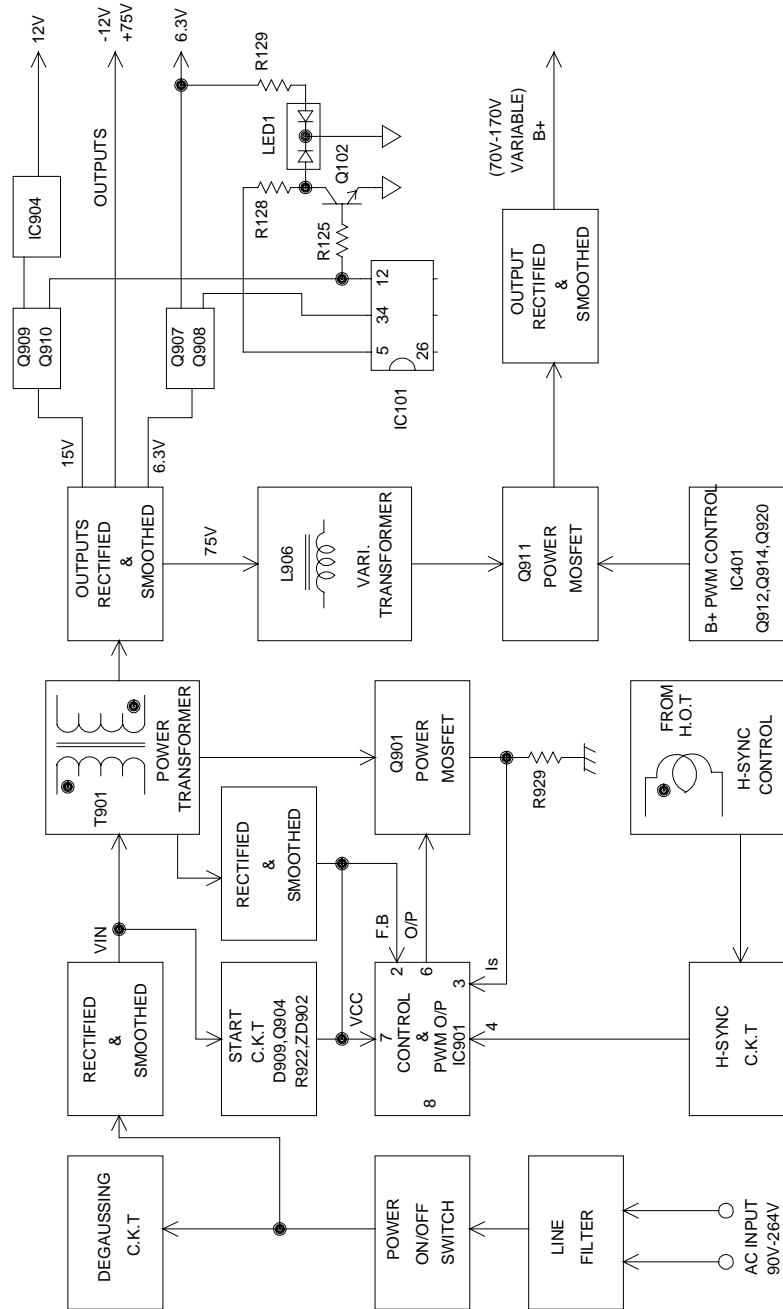 DEGAUSSING
C.K.T
POWER
ON/OFF
SWITCH
LINE
FILTER
AC INPUT
90V-264V
RECTIFIED
&
SMOOTHED
VIN
START
C.K.T
D909,Q904
R922,ZD902
VCC
7
2
F.B
CONTROL
&
PWM O/P
IC901
8
6
O/P
3
Is
4
H-SYNC
C.K.T
T901
POWER
TRANSFORMER
RECTIFIED
&
SMOOTHED
Q901
POWER
MOSFET
R929
FROM
H.O.T
H-SYNC
CONTROL
OUTPUTS
RECTIFIED
&
SMOOTHED
15V
6.3V
75V
L906
VARI.
TRANSFORMER
Q911
POWER
MOSFET
B+ PWM CONTROL
IC401
Q912,Q914,Q920
Q909
Q910
IC904
12V
OUTPUTS
-12V
+75V
Q907
Q908
6.3V
R129
LED1
R128
Q102
R125
5
34
12
26
IC101
OUTPUT
RECTIFIED
&
SMOOTHED
(70V-170V
VARIABLE)
B+